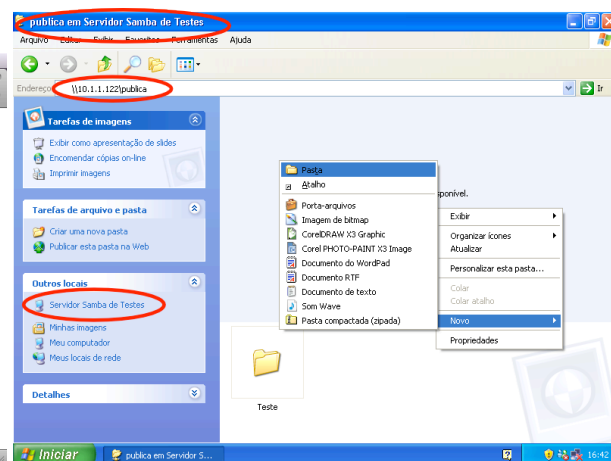 publica em Servidor Samba de Testes
Arquivo Editar Exibir Favoritos Ferramentas Ajuda
Endereço \\10.1.1.122\publica Ir
Tarefas de imagens
Exibir como apresentação de slides
Encomendar cópias on-line
Imprimir imagens
Tarefas de arquivo e pasta
Criar uma nova pasta
Publicar esta pasta na Web
Outros locais
Servidor Samba de Testes
Minhas imagens
Meu computador
Meus locais de rede
Detalhes
Pasta
Atalho
Porta-arquivos
Imagem de bitmap
CorelDRAW X3 Graphic
Corel PHOTO-PAINT X3 Image
Documento do WordPad
Documento RTF
Documento de texto
Som Wave
Pasta compactada (zipada)
ponível.
Exibir
Organizar ícones
Atualizar
Personalizar esta pasta...
Colar
Colar atalho
Novo
Propriedades
Teste
Iniciar
publica em Servidor S...
16:42